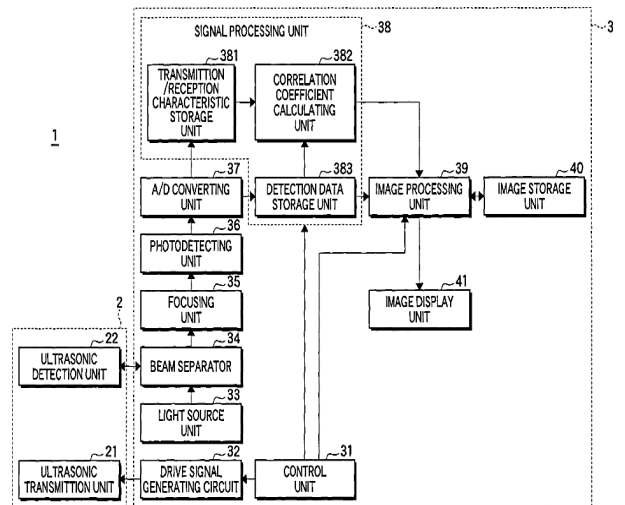 SIGNAL PROCESSING UNIT
38
3
381
382
TRANSMITTION
/RECEPTION
CHARACTERISTIC
STORAGE
UNIT
CORRELATION
COEFFICIENT
CALCULATING
UNIT
1
37
383
39
40
A/D CONVERTING
UNIT
DETECTION DATA
STORAGE UNIT
IMAGE PROCESSING
UNIT
IMAGE STORAGE
UNIT
36
PHOTODETECTING
UNIT
35
41
FOCUSING
UNIT
IMAGE DISPLAY
UNIT
2
22
34
ULTRASONIC
DETECTION UNIT
BEAM SEPARATOR
33
LIGHT SOURCE
UNIT
21
32
31
ULTRASONIC
TRANSMITTION UNIT
DRIVE SIGNAL
GENERATING CIRCUIT
CONTROL
UNIT